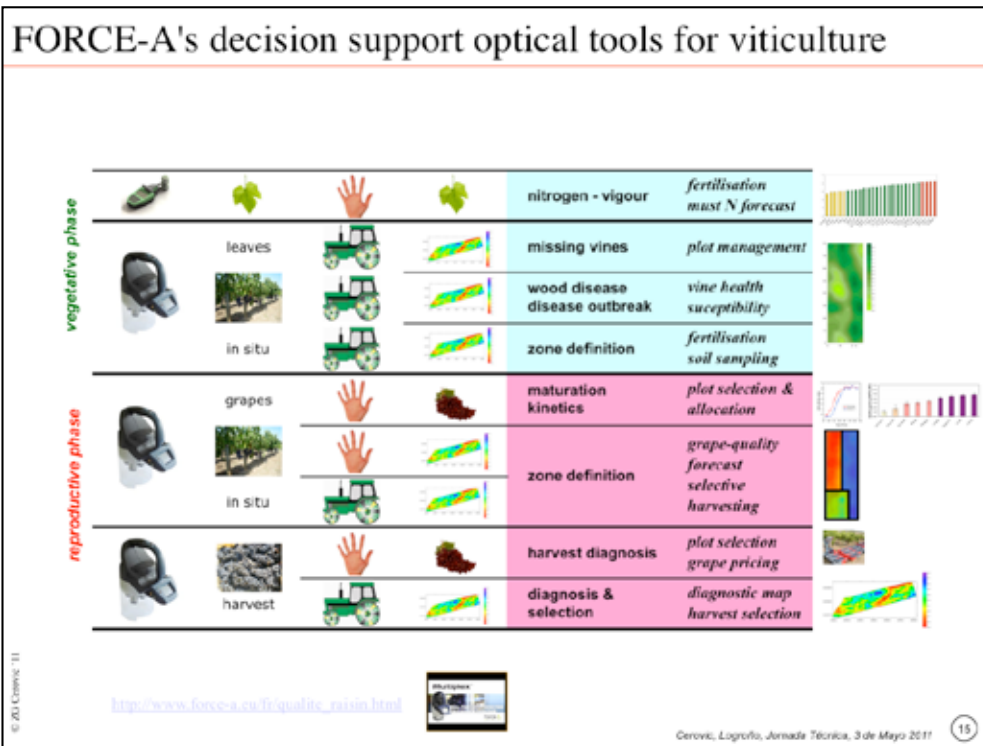 FORCE-A's decision support optical tools for viticulture
vegetative phase
nitrogen - vigour
fertilisation
must N forecast
leaves
missing vines
plot management
wood disease
disease outbreak
vine health
suceptibility
in situ
zone definition
fertilisation
soil sampling
reproductive phase
grapes
maturation
kinetics
plot selection &
allocation
in situ
zone definition
grape-quality
forecast
selective
harvesting
harvest
harvest diagnosis
plot selection
grape pricing
diagnosis &
selection
diagnostic map
harvest selection
© ZG Cerovic '11
http://www.force-a.eu/fr/qualite_raisin.html
Multiplex
Cerovic, Logroño, Jornada Técnica, 3 de Mayo 2011
15